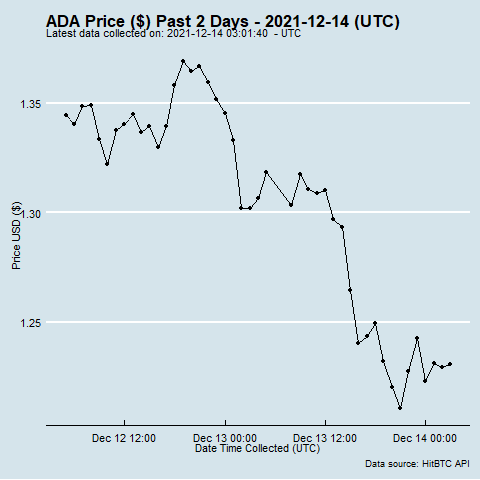 ADA Price ($) Past 2 Days - 2021-12-14 (UTC)
Latest data collected on: 2021-12-14 03:01:40  - UTC
1.35
1.30
1.25
Price USD ($)
Dec 12 12:00
Dec 13 00:00
Dec 13 12:00
Dec 14 00:00
Date Time Collected (UTC)
Data source: HitBTC API